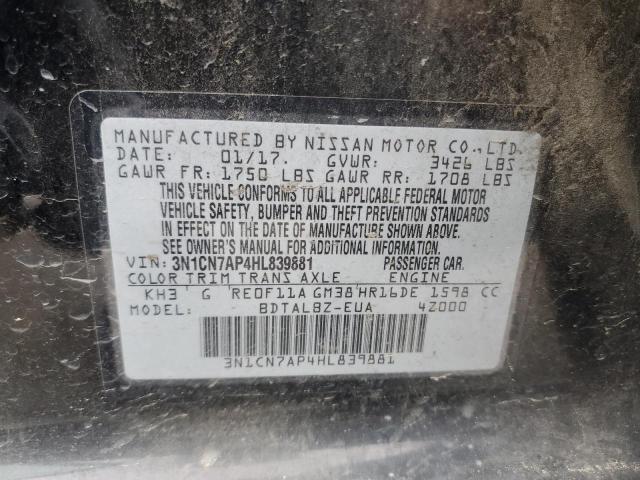 MANUFACTURED BY NISSAN MOTOR CO., LTD.
DATE: 01/17. GVWR: 3426 LBS
GAWR FR: 1750 LBS GAWR RR: 1708 LBS
THIS VEHICLE CONFORMS TO ALL APPLICABLE FEDERAL MOTOR
VEHICLE SAFETY, BUMPER AND THEFT PREVENTION STANDARDS
IN EFFECT ON THE DATE OF MANUFACTURE SHOWN ABOVE.
SEE OWNER'S MANUAL FOR ADDITIONAL INFORMATION.
VIN: 3N1CN7AP4HL839881 PASSENGER CAR.
COLOR TRIM TRANS AXLE ENGINE
KH3 G RE0F11A GM38 HR16DE 1598 CC
MODEL: BDTALBZ-EUA 4Z000
3N1CN7AP4HL839881